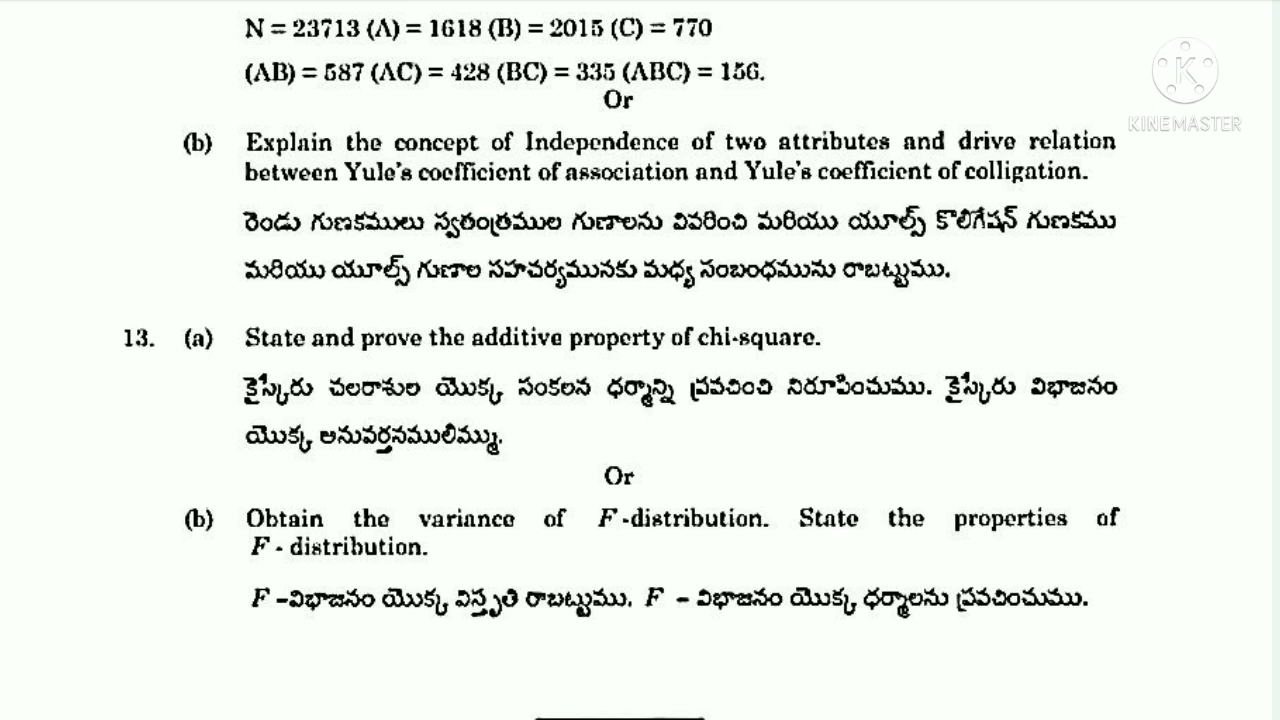 N = 23713 (A) = 1618 (B) = 2015 (C) = 770
(AB) = 587 (AC) = 428 (BC) = 335 (ABC) = 156.
Or
KINEMASTER
(b) Explain the concept of Independence of two attributes and drive relation
between Yule's coefficient of association and Yule's coefficient of colligation.
రెండు గుణకములు స్వతంత్రముల గుణాలను వివరించి మరియు యూల్స్ కొలిగేషన్ గుణకము
మరియు యూల్స్ గుణాల సహచర్యమునకు మధ్య సంబంధమును రాబట్టుము.
13. (a) State and prove the additive property of chi-square.
కైస్క్వేరు చలరాశుల యొక్క సంకలన ధర్మాన్ని ప్రవచించి నిరూపించుము. కైస్క్వేరు విభాజనం
యొక్క అనువర్తనములిమ్ము.
Or
(b) Obtain the variance of F-distribution. State the properties of
F - distribution.
F –విభాజనం యొక్క విస్తృతి రాబట్టుము. F – విభాజనం యొక్క ధర్మాలను ప్రవచించుము.